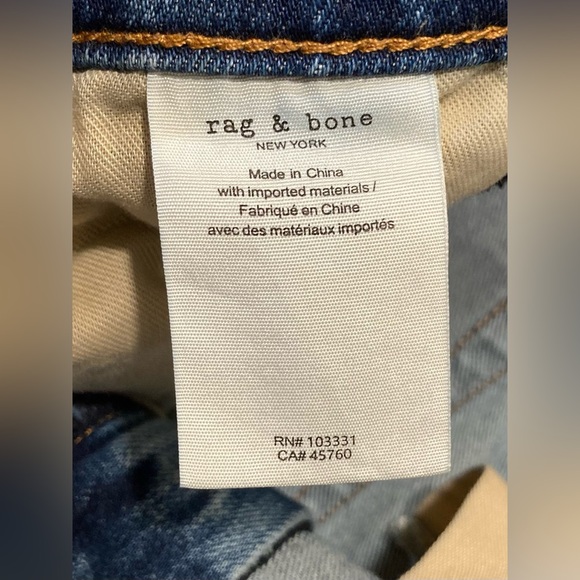 rag & bone
NEW YORK
Made in China
with imported materials /
Fabriqué en Chine
avec des matériaux importés
RN# 103331
CA# 45760